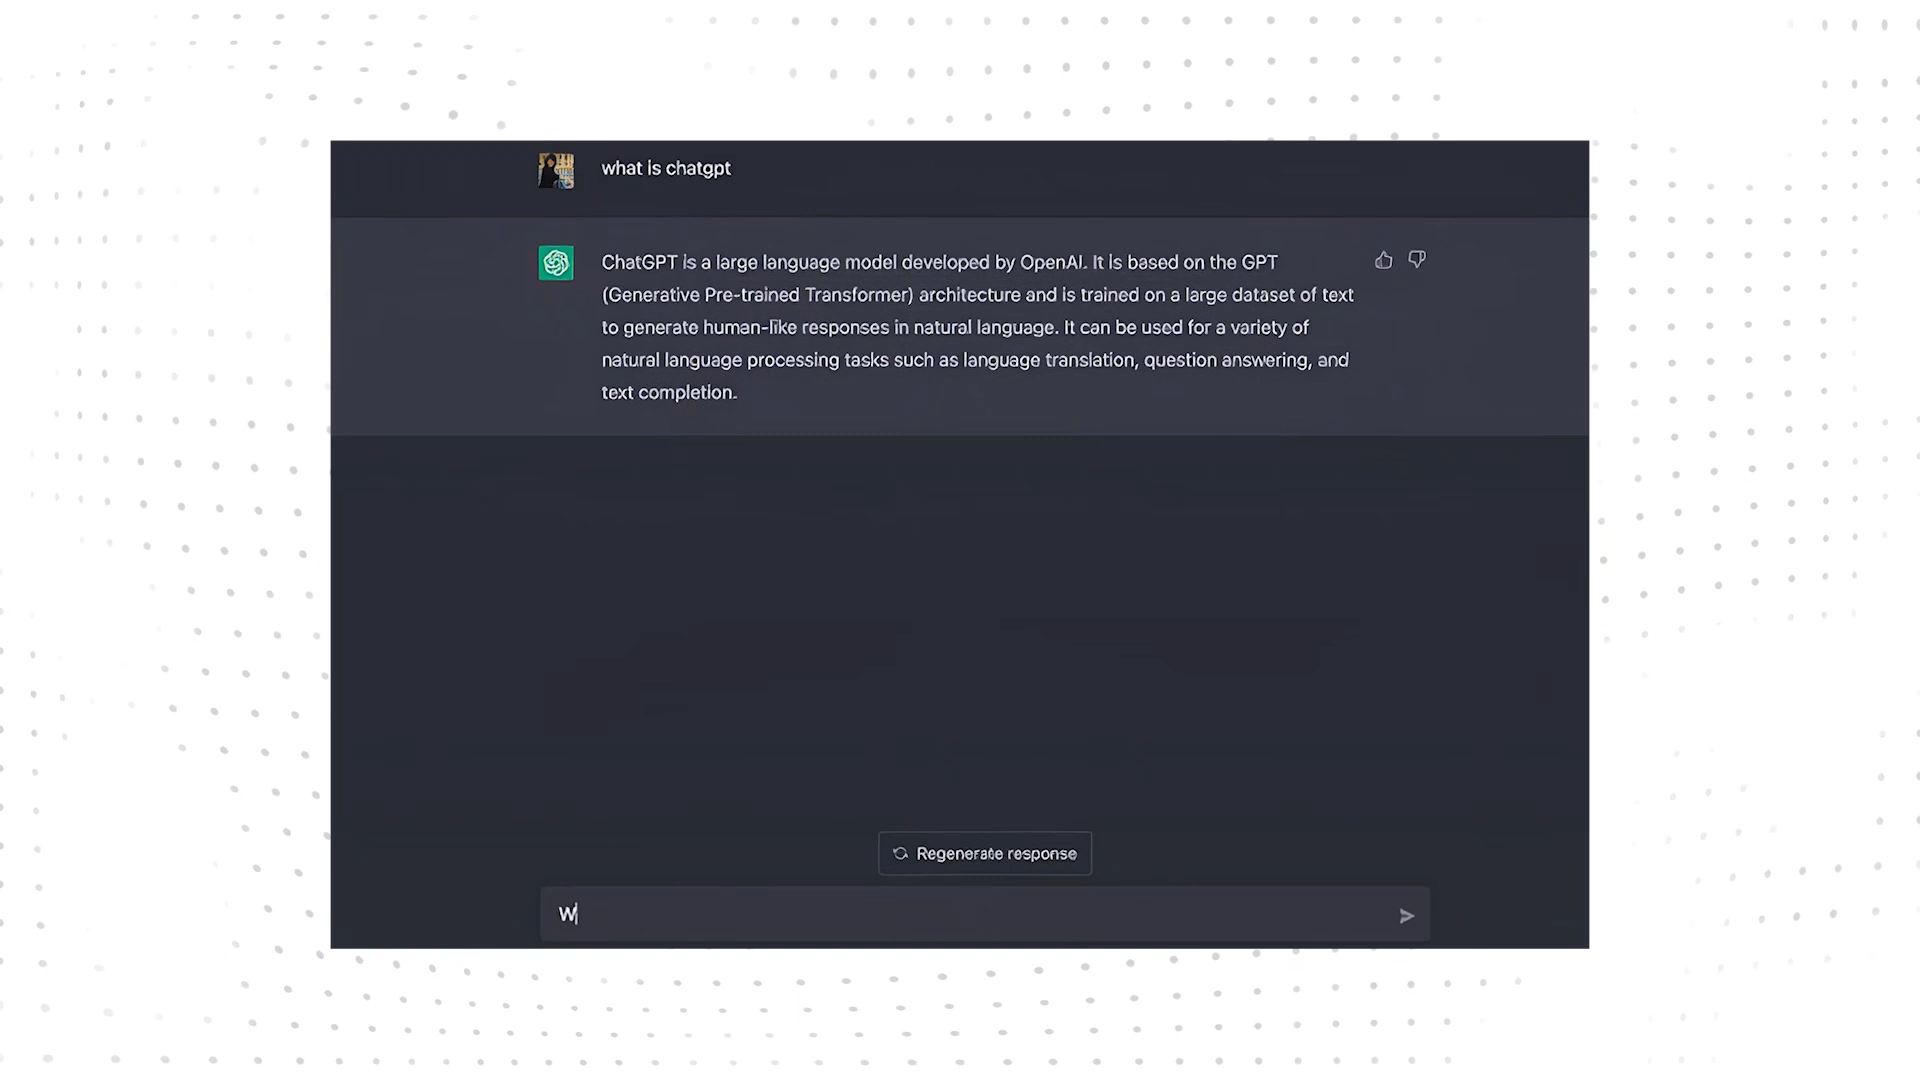 what is chatgpt
ChatGPT is a large language model developed by OpenAI. It is based on the GPT
(Generative Pre-trained Transformer) architecture and is trained on a large dataset of text
to generate human-like responses in natural language. It can be used for a variety of
natural language processing tasks such as language translation, question answering, and
text completion.
Regenerate response
W